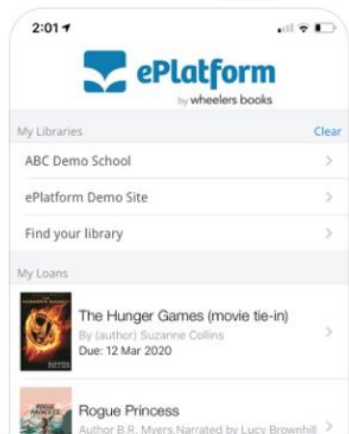 2:01
ePlatform
by wheelers books
My Libraries
Clear
ABC Demo School
ePlatform Demo Site
Find your library
My Loans
The Hunger Games (movie tie-in)
By (author) Suzanne Collins
Due: 12 Mar 2020
Rogue Princess
Author B.R. Myers,Narrated by Lucy Brownhill